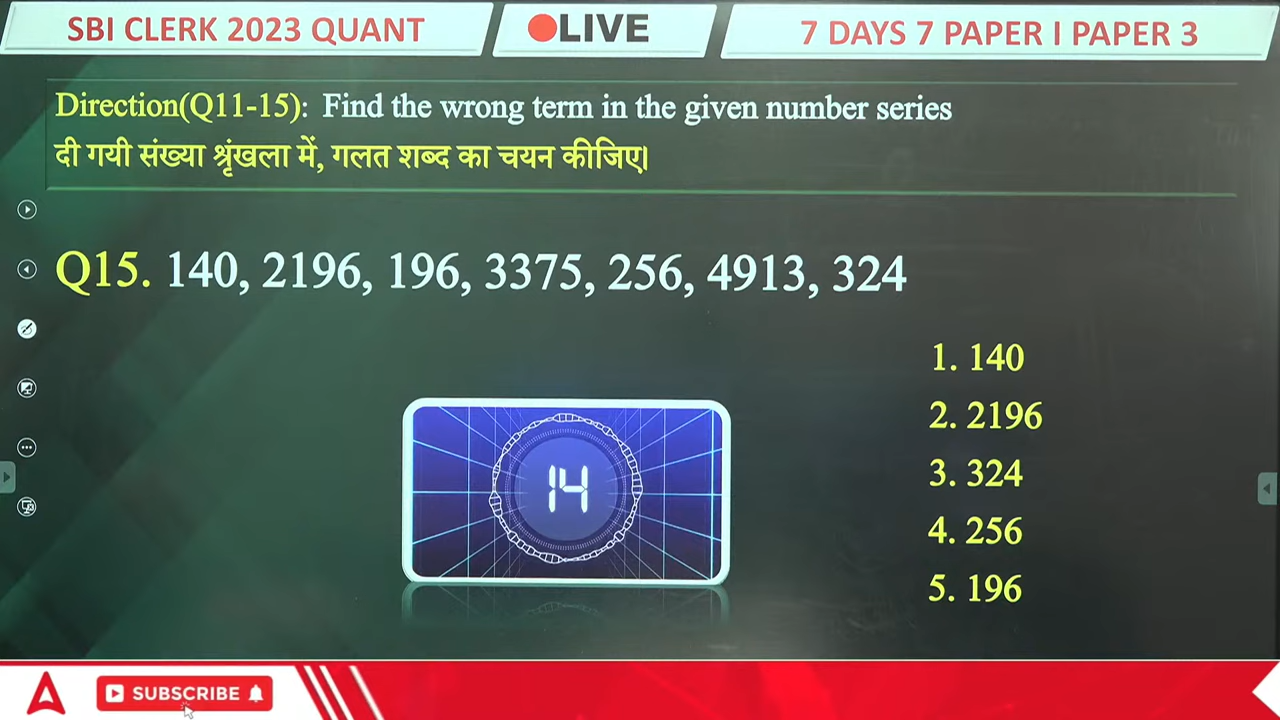 SBI CLERK 2023 QUANT
LIVE
7 DAYS 7 PAPER I PAPER 3
Direction(Q11-15): Find the wrong term in the given number series
दी गयी संख्या श्रृंखला में, गलत शब्द का चयन कीजिए।
Q15. 140, 2196, 196, 3375, 256, 4913, 324
1. 140
2. 2196
3. 324
4. 256
5. 196
14
SUBSCRIBE